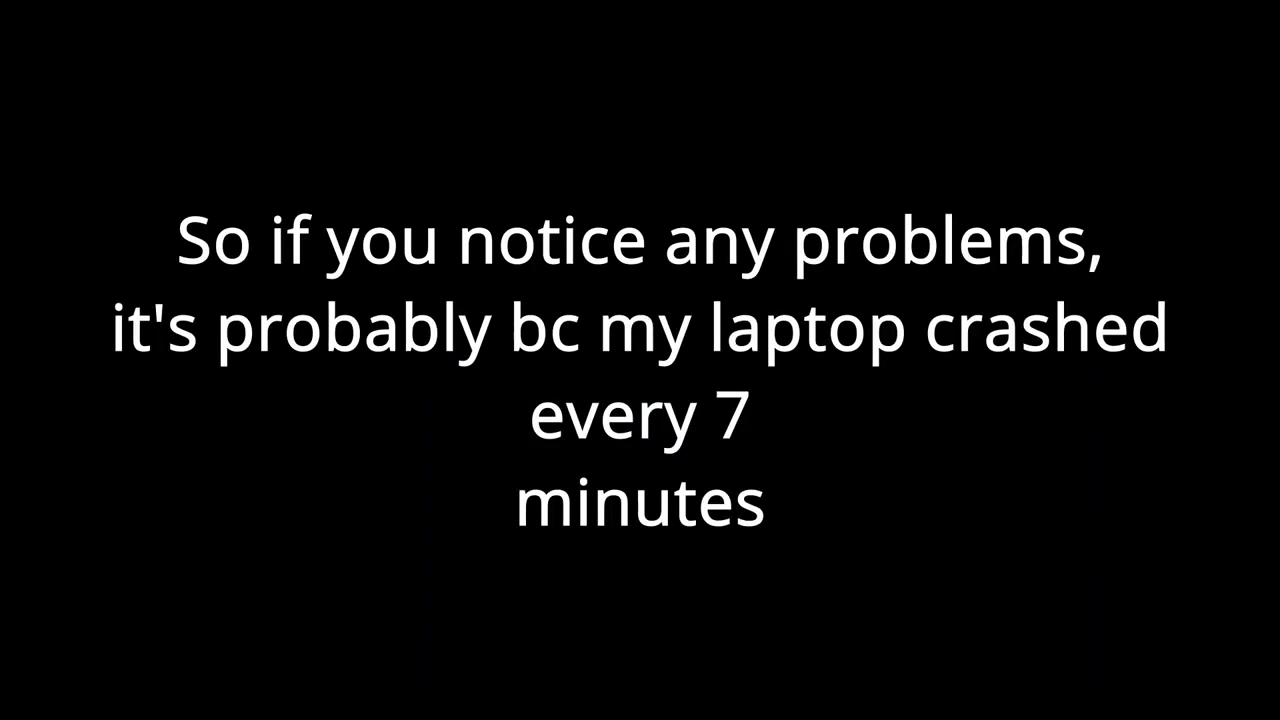 So if you notice any problems,
it's probably bc my laptop crashed
every 7
minutes